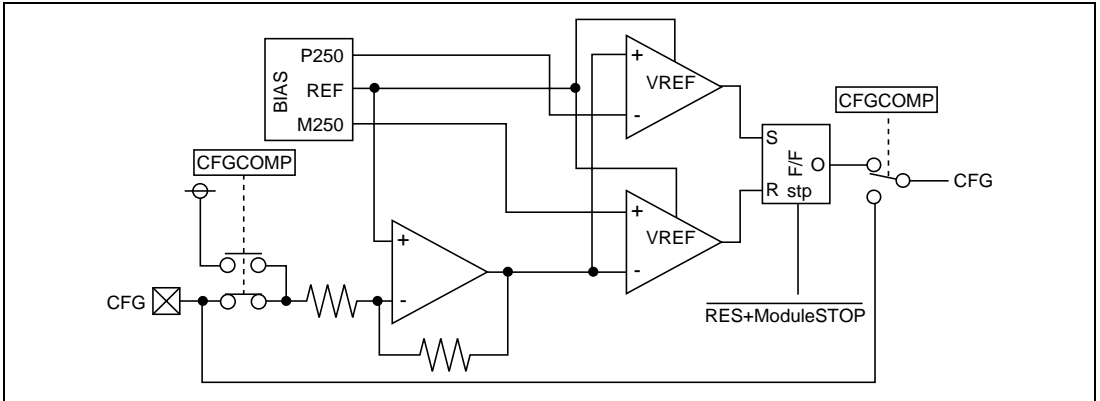 P250
BIAS
REF
M250
+
VREF
-
CFGCOMP
S
F/F
O
CFG
R
stp
CFGCOMP
+
VREF
-
+
-
CFG
RES+ModuleSTOP